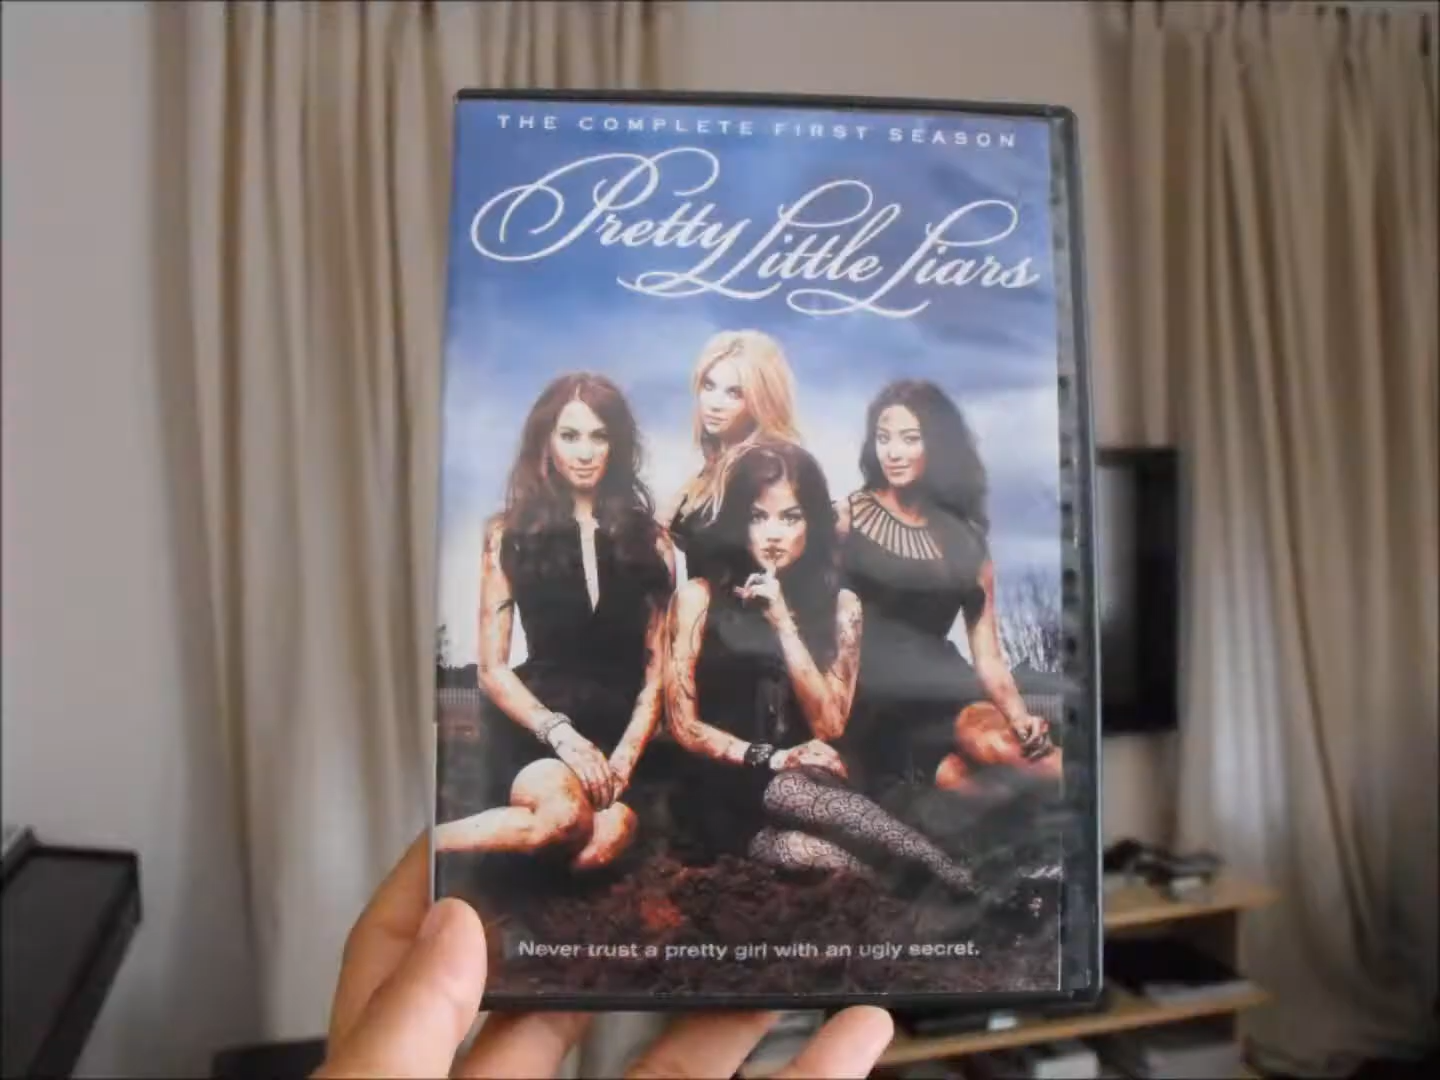 THE COMPLETE FIRST SEASON
Pretty Little Liars
Never trust a pretty girl with an ugly secret.